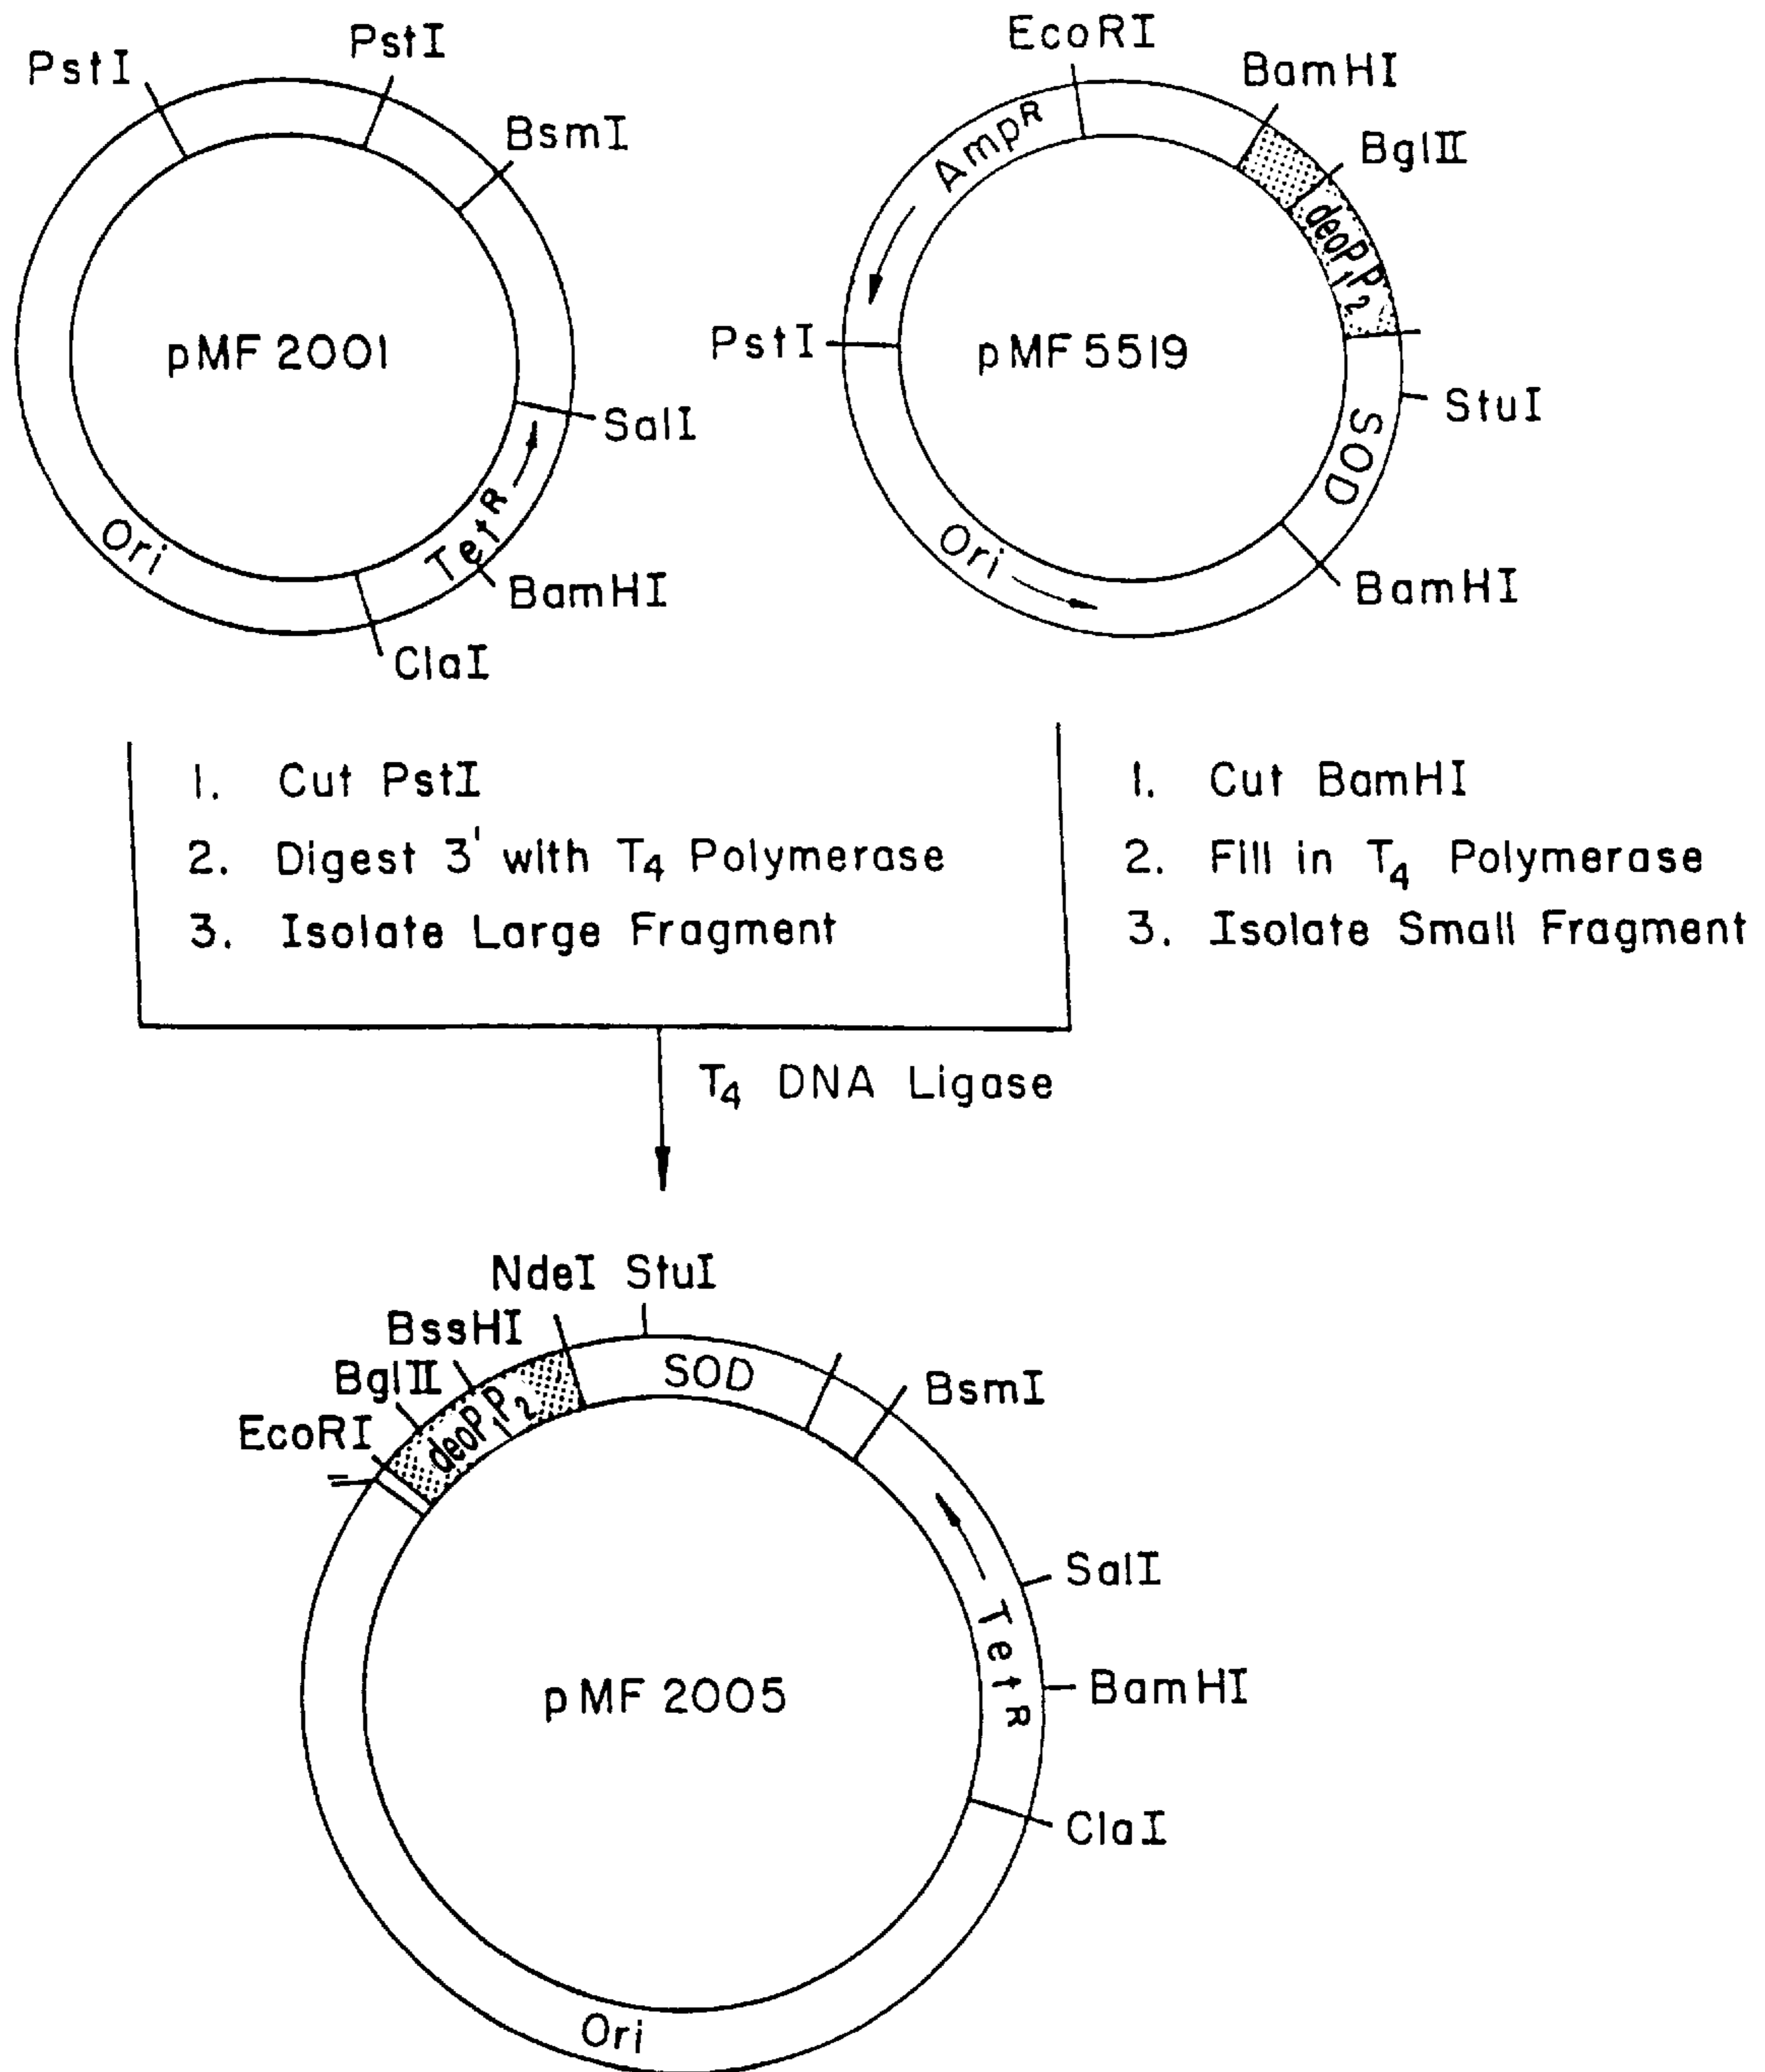 PstI
PstI
BsmI
SalI
TetR
BamHI
ClaI
Ori
pMF 2001
EcoRI
BamHI
BglII
deoP1P2
StuI
SOD
BamHI
Ori
PstI
AmpR
pMF 5519
1. Cut PstI
2. Digest 3' with T4 Polymerase
3. Isolate Large Fragment
1. Cut BamHI
2. Fill in T4 Polymerase
3. Isolate Small Fragment
T4 DNA Ligase
NdeI StuI
BssHI
BglII
EcoRI
deoP1P2
SOD
BsmI
SalI
TetR
BamHI
ClaI
pMF 2005
Ori